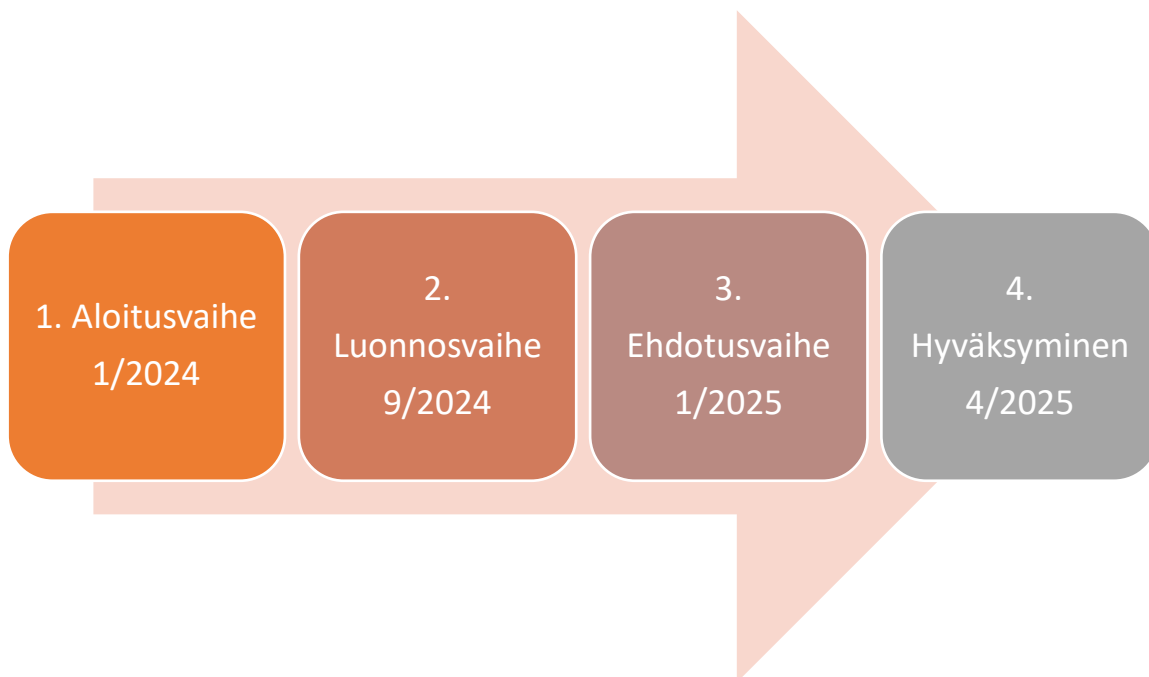 1. Aloitusvaihe
1/2024
2.
Luonnosvaihe
9/2024
3.
Ehdotusvaihe
1/2025
4.
Hyväksyminen
4/2025